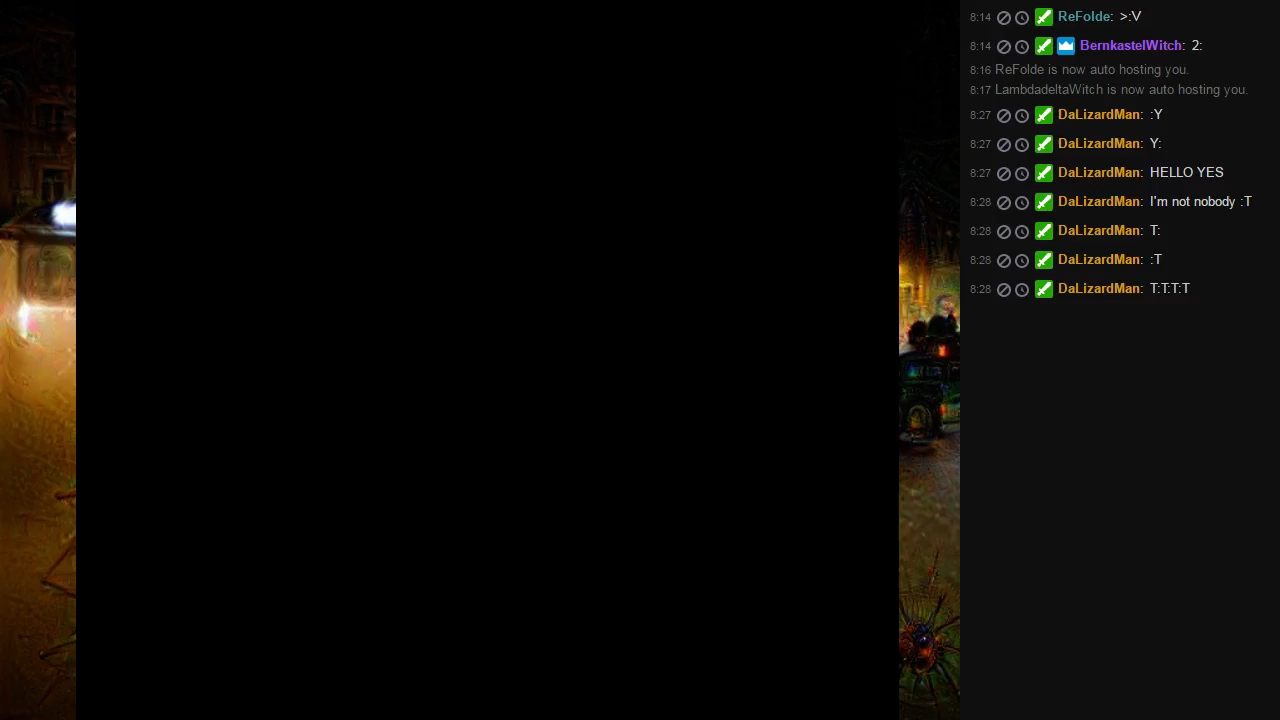 8:14 ReFolde: >:V
8:14 BernkastelWitch: 2:
8:16 ReFolde is now auto hosting you.
8:17 LambdadeltaWitch is now auto hosting you.
8:27 DaLizardMan: :Y
8:27 DaLizardMan: Y:
8:27 DaLizardMan: HELLO YES
8:28 DaLizardMan: I'm not nobody :T
8:28 DaLizardMan: T:
8:28 DaLizardMan: :T
8:28 DaLizardMan: T:T:T:T